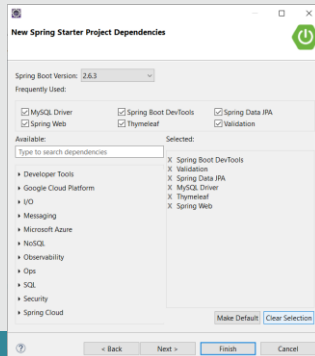 New Spring Starter Project Dependencies
Spring Boot Version: 2.6.3
Frequently Used:
MySQL Driver Spring Boot DevTools Spring Data JPA
Spring Web Thymeleaf Validation
Available: Selected:
Type to search dependencies
X Spring Boot DevTools
X Validation
X Spring Data JPA
X MySQL Driver
X Thymeleaf
X Spring Web
Developer Tools
Google Cloud Platform
I/O
Messaging
Microsoft Azure
NoSQL
Observability
Ops
SQL
Security
Spring Cloud
Make Default Clear Selection
? < Back Next > Finish Cancel